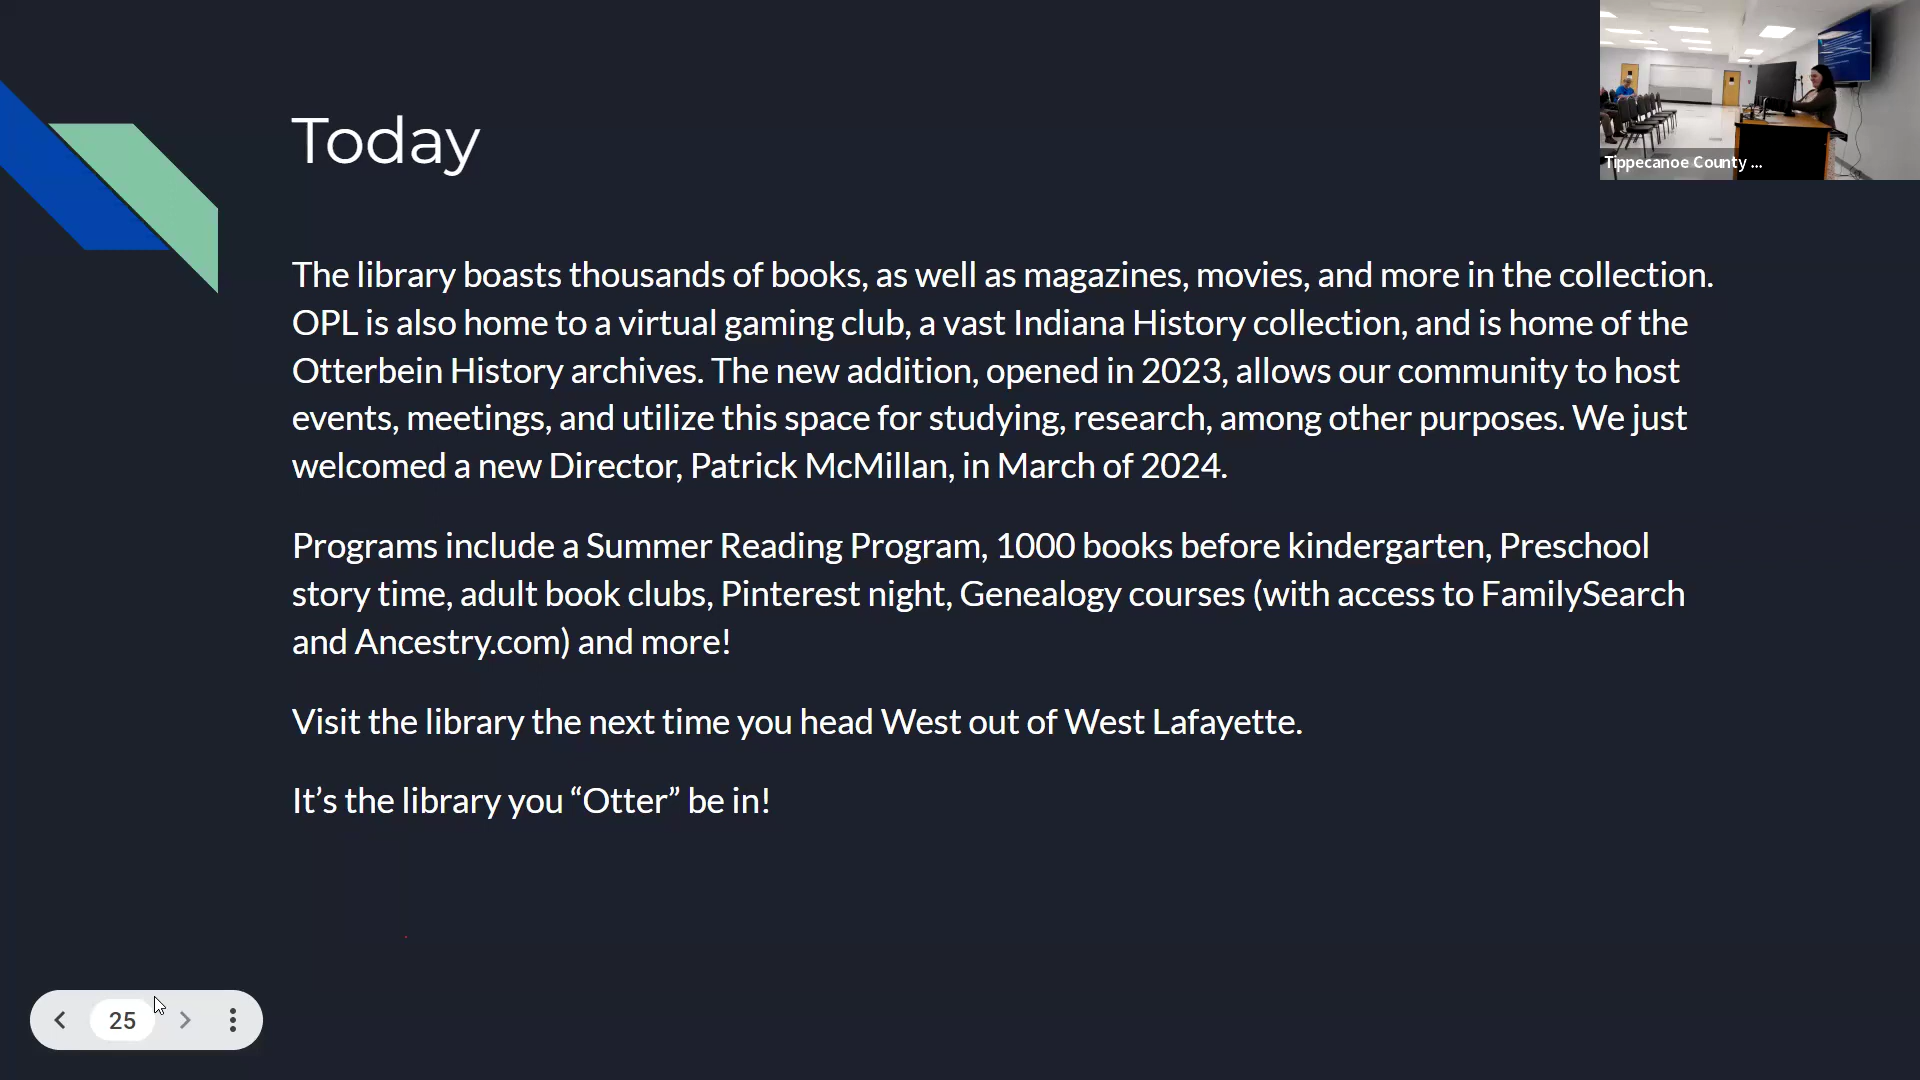 Today
The library boasts thousands of books, as well as magazines, movies, and more in the collection.
OPL is also home to a virtual gaming club, a vast Indiana History collection, and is home of the
Otterbein History archives. The new addition, opened in 2023, allows our community to host
events, meetings, and utilize this space for studying, research, among other purposes. We just
welcomed a new Director, Patrick McMillan, in March of 2024.
Programs include a Summer Reading Program, 1000 books before kindergarten, Preschool
story time, adult book clubs, Pinterest night, Genealogy courses (with access to FamilySearch
and Ancestry.com) and more!
Visit the library the next time you head West out of West Lafayette.
It’s the library you “Otter” be in!
Tippecanoe County ...
25